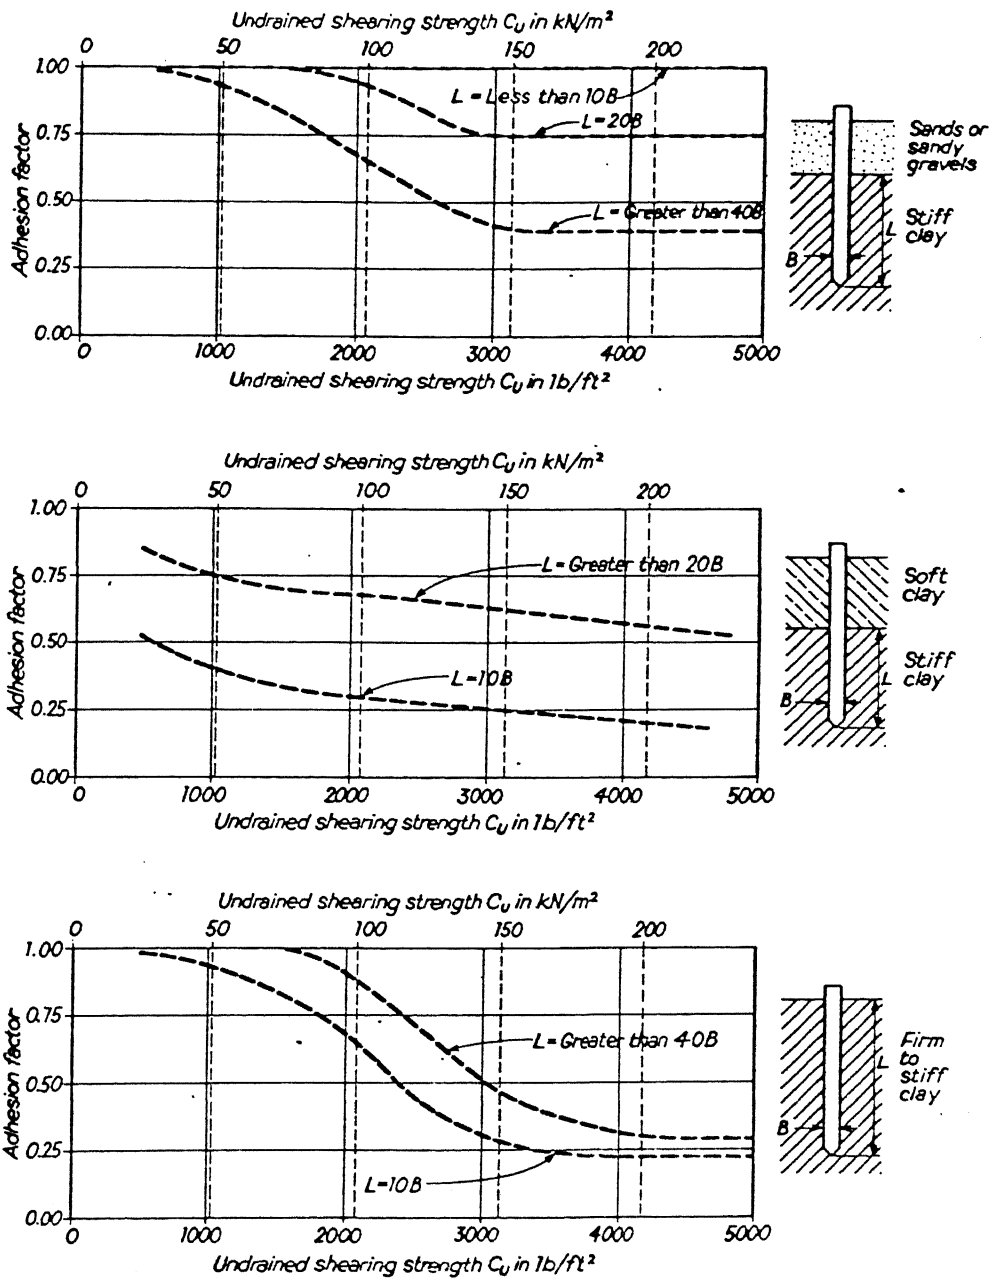 Undrained shearing strength Cu in kN/m²
0 50 100 150 200
1.00
0.75
0.50
0.25
0.00
Adhesion factor
L = Less than 10B
L=20B
L = Greater than 40B
0 1000 2000 3000 4000 5000
Undrained shearing strength Cu in lb/ft²
Sands or
sandy
gravels
Stiff
clay
L
B
Undrained shearing strength Cu in kN/m²
0 50 100 150 200
1.00
0.75
0.50
0.25
0.00
Adhesion factor
L=Greater than 20B
L=10B
0 1000 2000 3000 4000 5000
Undrained shearing strength Cu in lb/ft²
Soft
clay
Stiff
clay
L
B
Undrained shearing strength Cu in kN/m²
0 50 100 150 200
1.00
0.75
0.50
0.25
0.00
Adhesion factor
L=Greater than 40B
L=10B
0 1000 2000 3000 4000 5000
Undrained shearing strength Cu in lb/ft²
Firm
to
stiff
clay
L
B